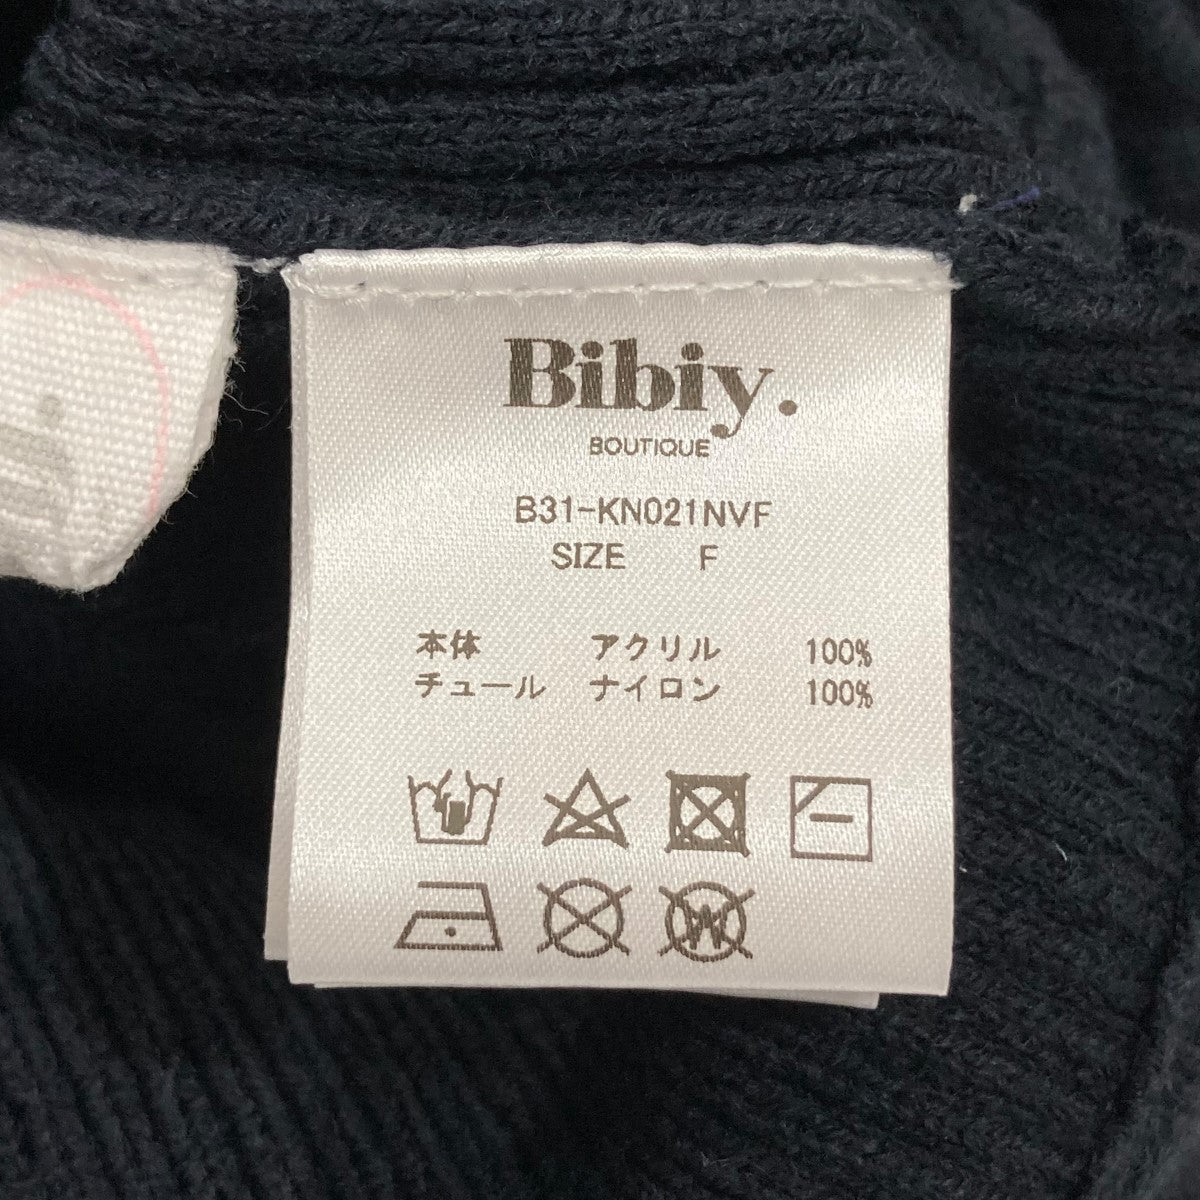 Bibiy.
BOUTIQUE
B31-KN021NVF
SIZE F
本体 アクリル 100%
チュール ナイロン 100%
W